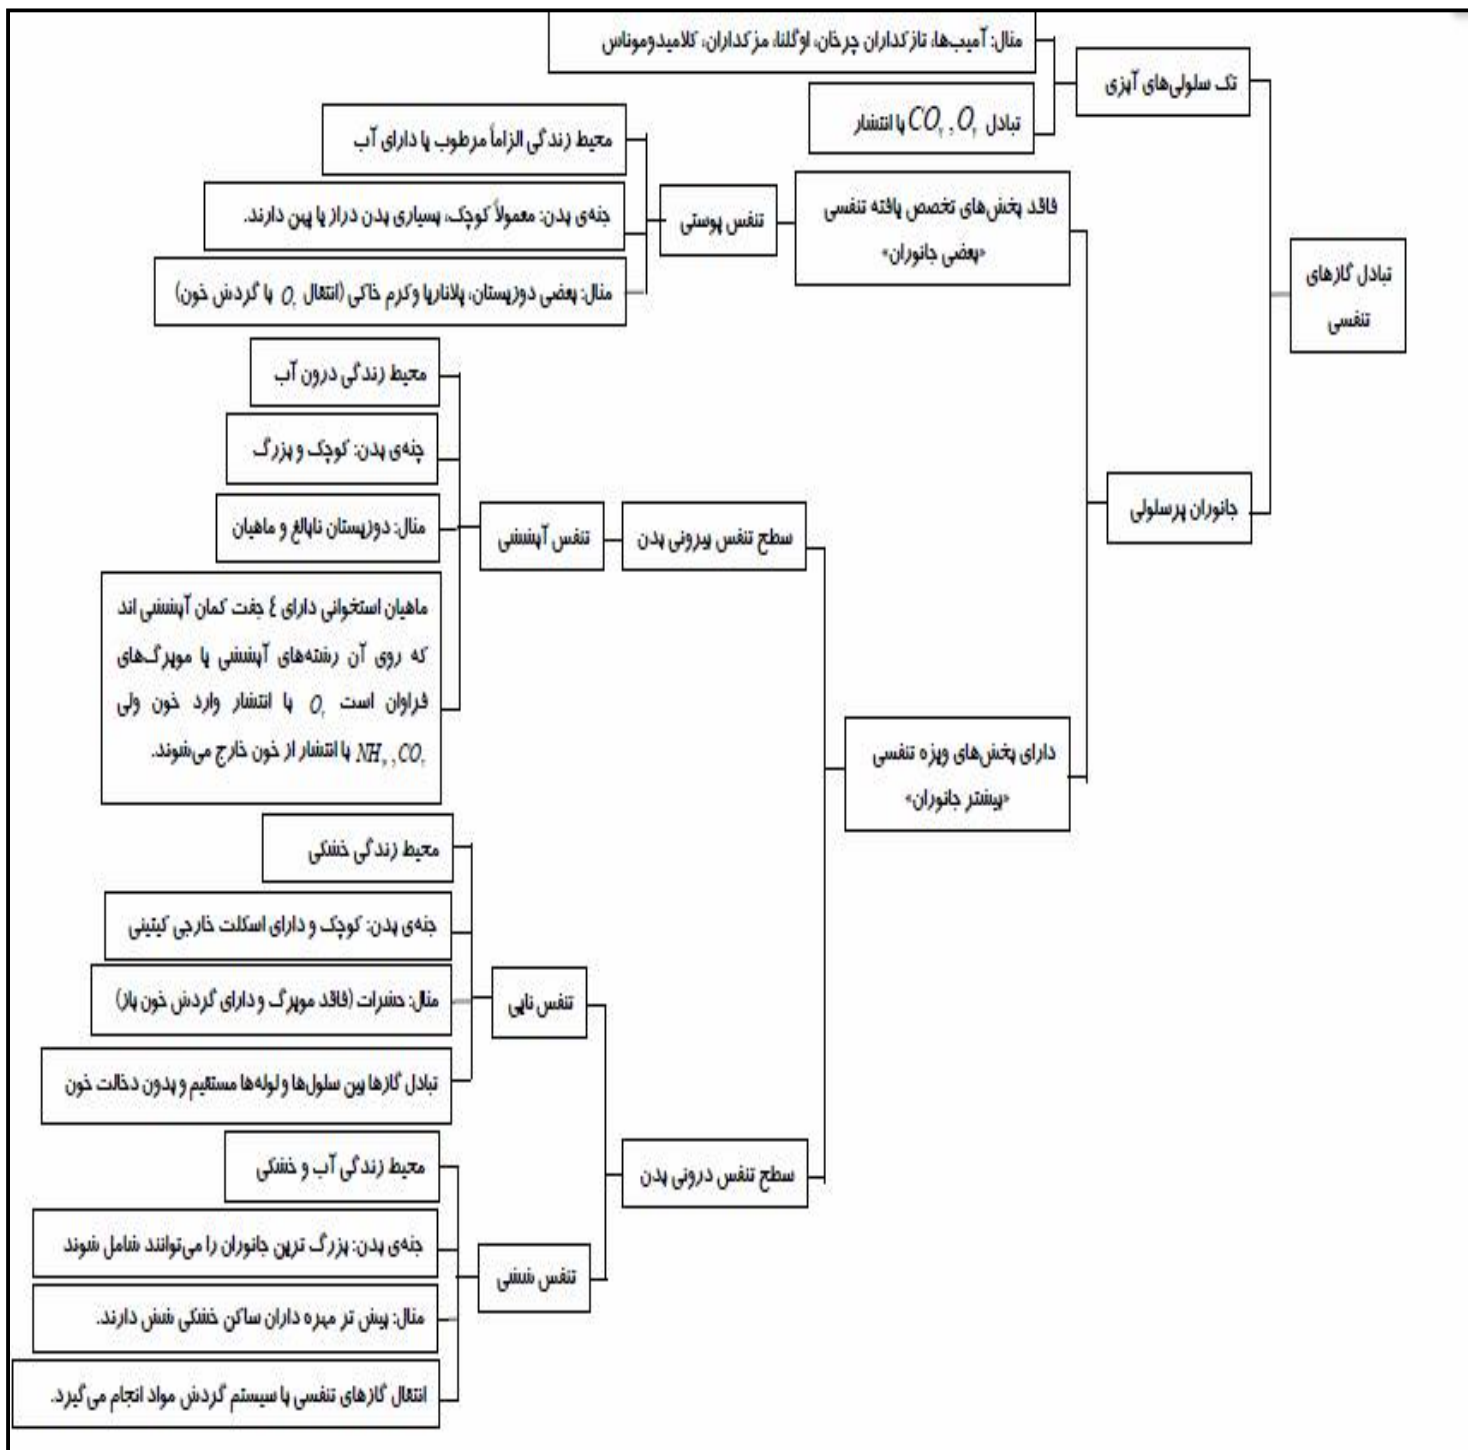 مثال: آمیب‌ها، تاژکداران چرخان، اوگلنا، مژکداران، کلامیدوموناس
تک سلولی‌های آبزی
تبادل O₂ و CO₂ با انتشار
محیط زندگی الزاماً مرطوب یا دارای آب
فاقد بخش‌های تخصص یافته تنفسی
«بعضی جانوران»
تنفس پوستی
جثه‌ی بدن: معمولاً کوچک، بسیاری بدن دراز یا پهن دارند.
مثال: بعضی دوزیستان، پلاناریا و کرم خاکی (انتقال O₂ با گردش خون)
تبادل گازهای
تنفسی
جانوران پرسلولی
محیط زندگی درون آب
جثه‌ی بدن: کوچک و بزرگ
سطح تنفس بیرونی بدن
تنفس آبششی
مثال: دوزیستان نابالغ و ماهیان
ماهیان استخوانی دارای ٤ جفت کمان آبششی اند
که روی آن رشته‌های آبششی با مویرگ‌های
فراوان است O₂ با انتشار وارد خون ولی
CO₂ و NH₃ با انتشار از خون خارج می‌شوند.
دارای بخش‌های ویژه تنفسی
«بیشتر جانوران»
محیط زندگی خشکی
جثه‌ی بدن: کوچک و دارای اسکلت خارجی کیتینی
تنفس نایی
مثال: حشرات (فاقد مویرگ و دارای گردش خون باز)
تبادل گازها بین سلول‌ها و لوله‌ها مستقیم و بدون دخالت خون
سطح تنفس درونی بدن
محیط زندگی آب و خشکی
جثه‌ی بدن: بزرگ ترین جانوران را می‌توانند شامل شوند
تنفس ششی
مثال: بیش تر مهره داران ساکن خشکی شش دارند.
انتقال گازهای تنفسی با سیستم گردش مواد انجام می‌گیرد.